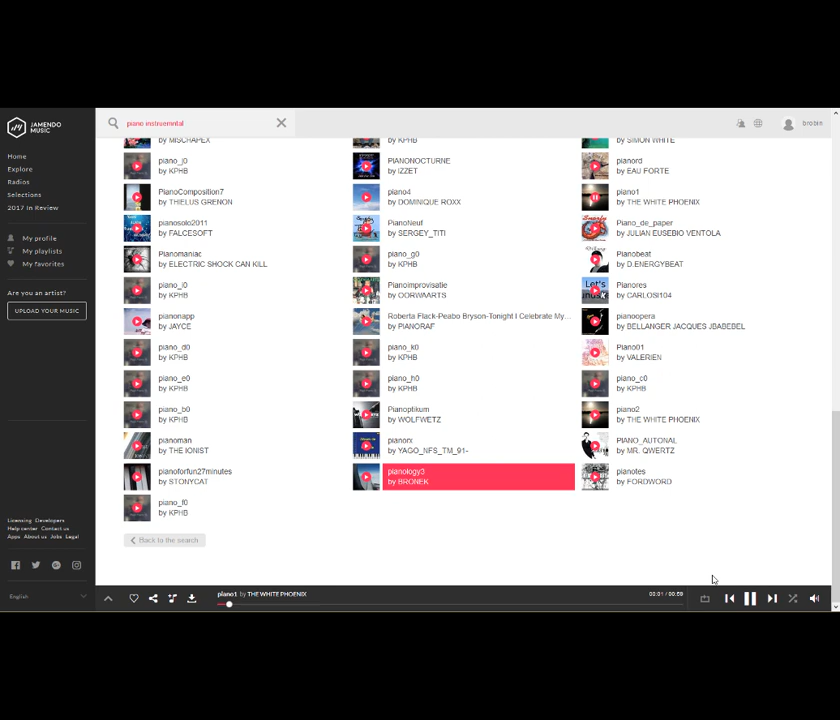 JAMENDO
MUSIC
piano instruemntal
brobin
Home
Explore
Radios
Selections
2017 In Review
My profile
My playlists
My favorites
Are you an artist?
UPLOAD YOUR MUSIC
by MISCHAPEX
by KPHB
by SIMON WHITE
piano_j0
by KPHB
PIANONOCTURNE
by IZZET
pianord
by EAU FORTE
PianoComposition7
by THELUS GRENON
piano4
by DOMINIQUE ROXX
piano1
by THE WHITE PHOENIX
pianosolo2011
by FALCESOFT
PianoNeuf
by SERGEY_TITI
Piano_de_paper
by JULIAN EUSEBIO VENTOLA
Pianomaniac
by ELECTRIC SHOCK CAN KILL
piano_g0
by KPHB
Pianobeat
by D.ENERGYBEAT
piano_i0
by KPHB
Pianoimprovisatie
by OORWAARTS
Pianores
by CARLOSI104
pianonapp
by JAYCE
Roberta Flack-Peabo Bryson-Tonight I Celebrate My...
by PIANORAF
pianoopera
by BELLANGER JACQUES JBABEBEL
piano_d0
by KPHB
piano_k0
by KPHB
Piano01
by VALERIEN
piano_e0
by KPHB
piano_h0
by KPHB
piano_c0
by KPHB
piano_b0
by KPHB
Pianoptikum
by WOLFWETZ
piano2
by THE WHITE PHOENIX
pianoman
by THE IONIST
pianorx
by YAGO_NFS_TM_91-
PIANO_AUTONAL
by MR. QWERTZ
pianoforfun27minutes
by STONYCAT
pianology3
by BRONEK
pianotes
by FORDWORD
piano_f0
by KPHB
Back to the search
Licensing Developers
Help center Contact us
Apps About us Jobs Legal
English
piano1 by THE WHITE PHOENIX
00:01 / 00:59